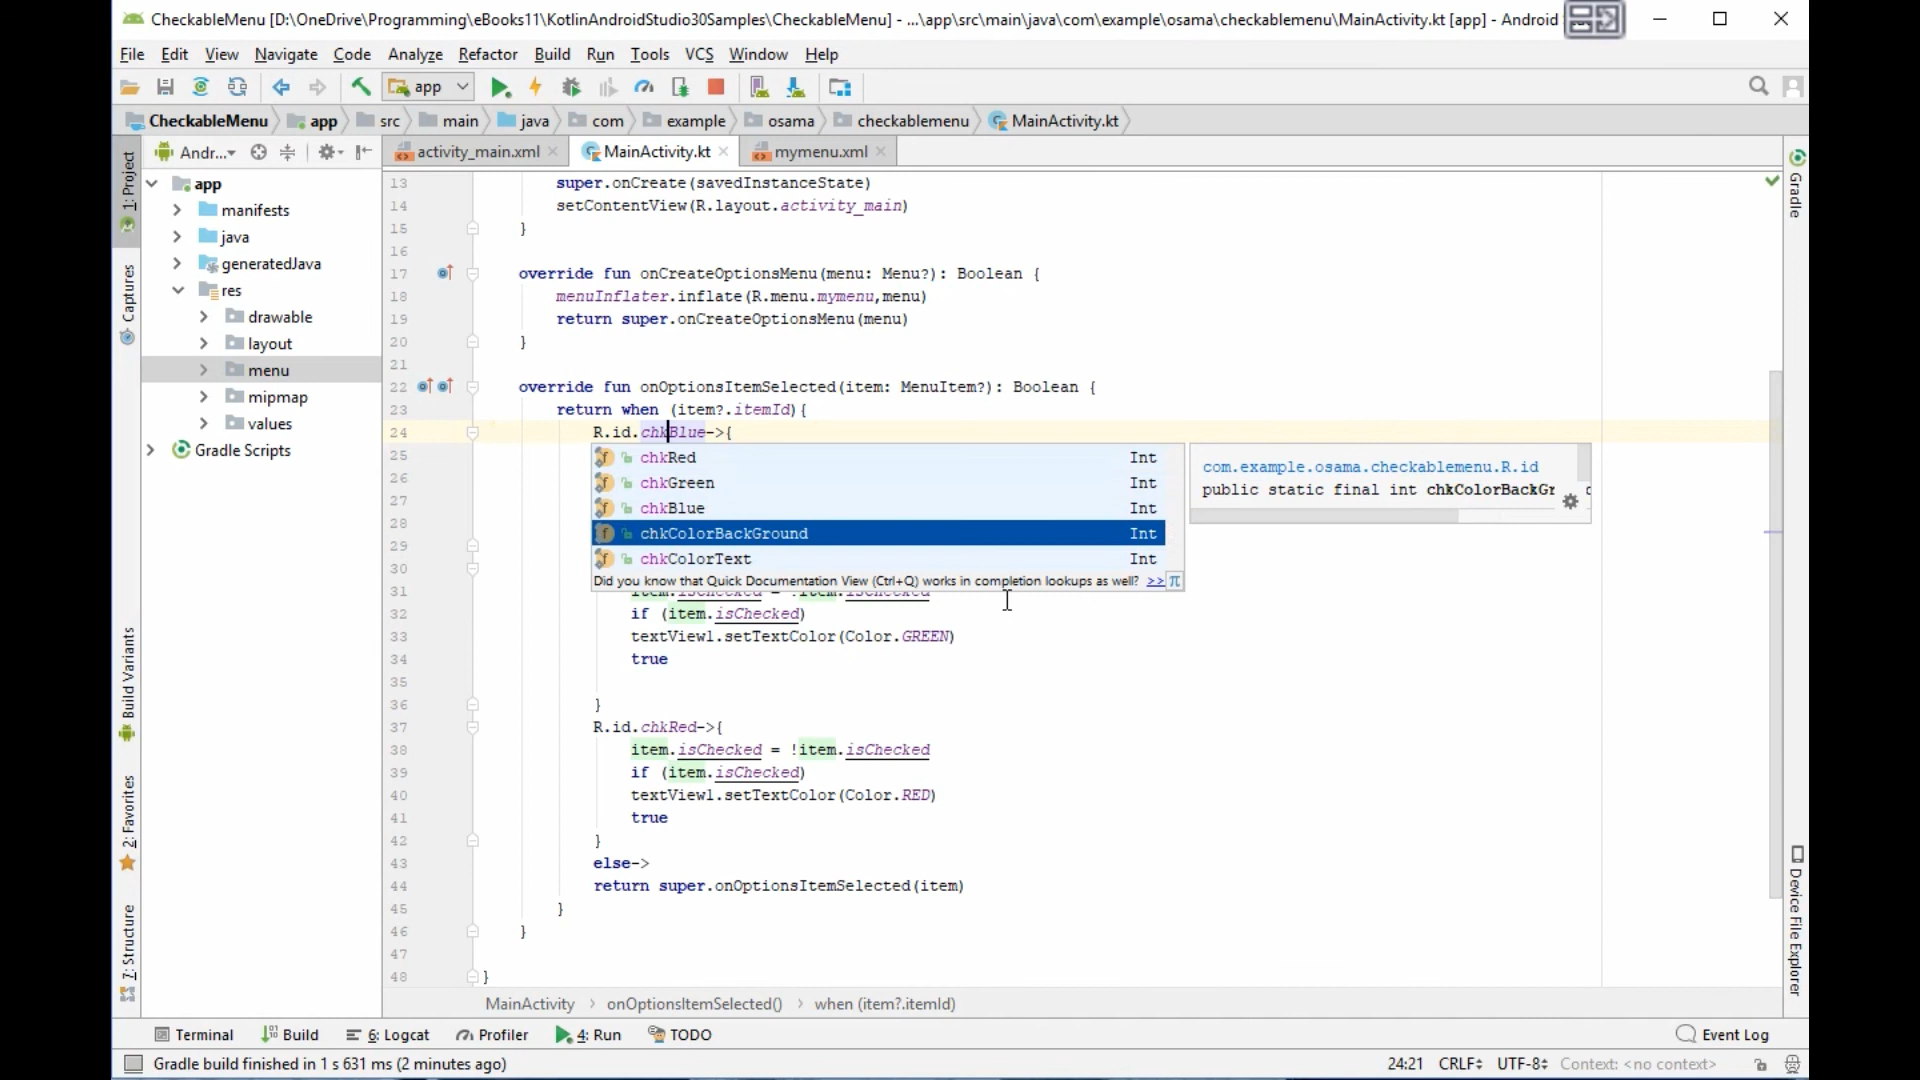 CheckableMenu [D:\OneDrive\Programming\eBooks11\KotlinAndroidStudio30Samples\CheckableMenu] - ...\app\src\main\java\com\example\osama\checkablemenu\MainActivity.kt [app] - Android
File Edit View Navigate Code Analyze Refactor Build Run Tools VCS Window Help
app
CheckableMenu app src main java com example osama checkablemenu MainActivity.kt
1: Project
Captures
Build Variants
2: Favorites
7: Structure
Andr...
app
manifests
java
generatedJava
res
drawable
layout
menu
mipmap
values
Gradle Scripts
activity_main.xml MainActivity.kt mymenu.xml
13 super.onCreate(savedInstanceState)
14 setContentView(R.layout.activity_main)
15 }
16
17 override fun onCreateOptionsMenu(menu: Menu?): Boolean {
18 menuInflater.inflate(R.menu.mymenu,menu)
19 return super.onCreateOptionsMenu(menu)
20 }
21
22 override fun onOptionsItemSelected(item: MenuItem?): Boolean {
23 return when (item?.itemId){
24 R.id.chkBlue->{
25
26
27
28
29
30
chkRed Int
chkGreen Int
chkBlue Int
chkColorBackGround Int
chkColorText Int
Did you know that Quick Documentation View (Ctrl+Q) works in completion lookups as well? >> π
com.example.osama.checkablemenu.R.id
public static final int chkColorBackGr
31 item.isChecked = !item.isChecked
32 if (item.isChecked)
33 textView1.setTextColor(Color.GREEN)
34 true
35
36 }
37 R.id.chkRed->{
38 item.isChecked = !item.isChecked
39 if (item.isChecked)
40 textView1.setTextColor(Color.RED)
41 true
42 }
43 else->
44 return super.onOptionsItemSelected(item)
45 }
46 }
47
48 }
MainActivity › onOptionsItemSelected() › when (item?.itemId)
Gradle
Device File Explorer
Terminal Build 6: Logcat Profiler 4: Run TODO Event Log
Gradle build finished in 1 s 631 ms (2 minutes ago) 24:21 CRLF UTF-8 Context: <no context>